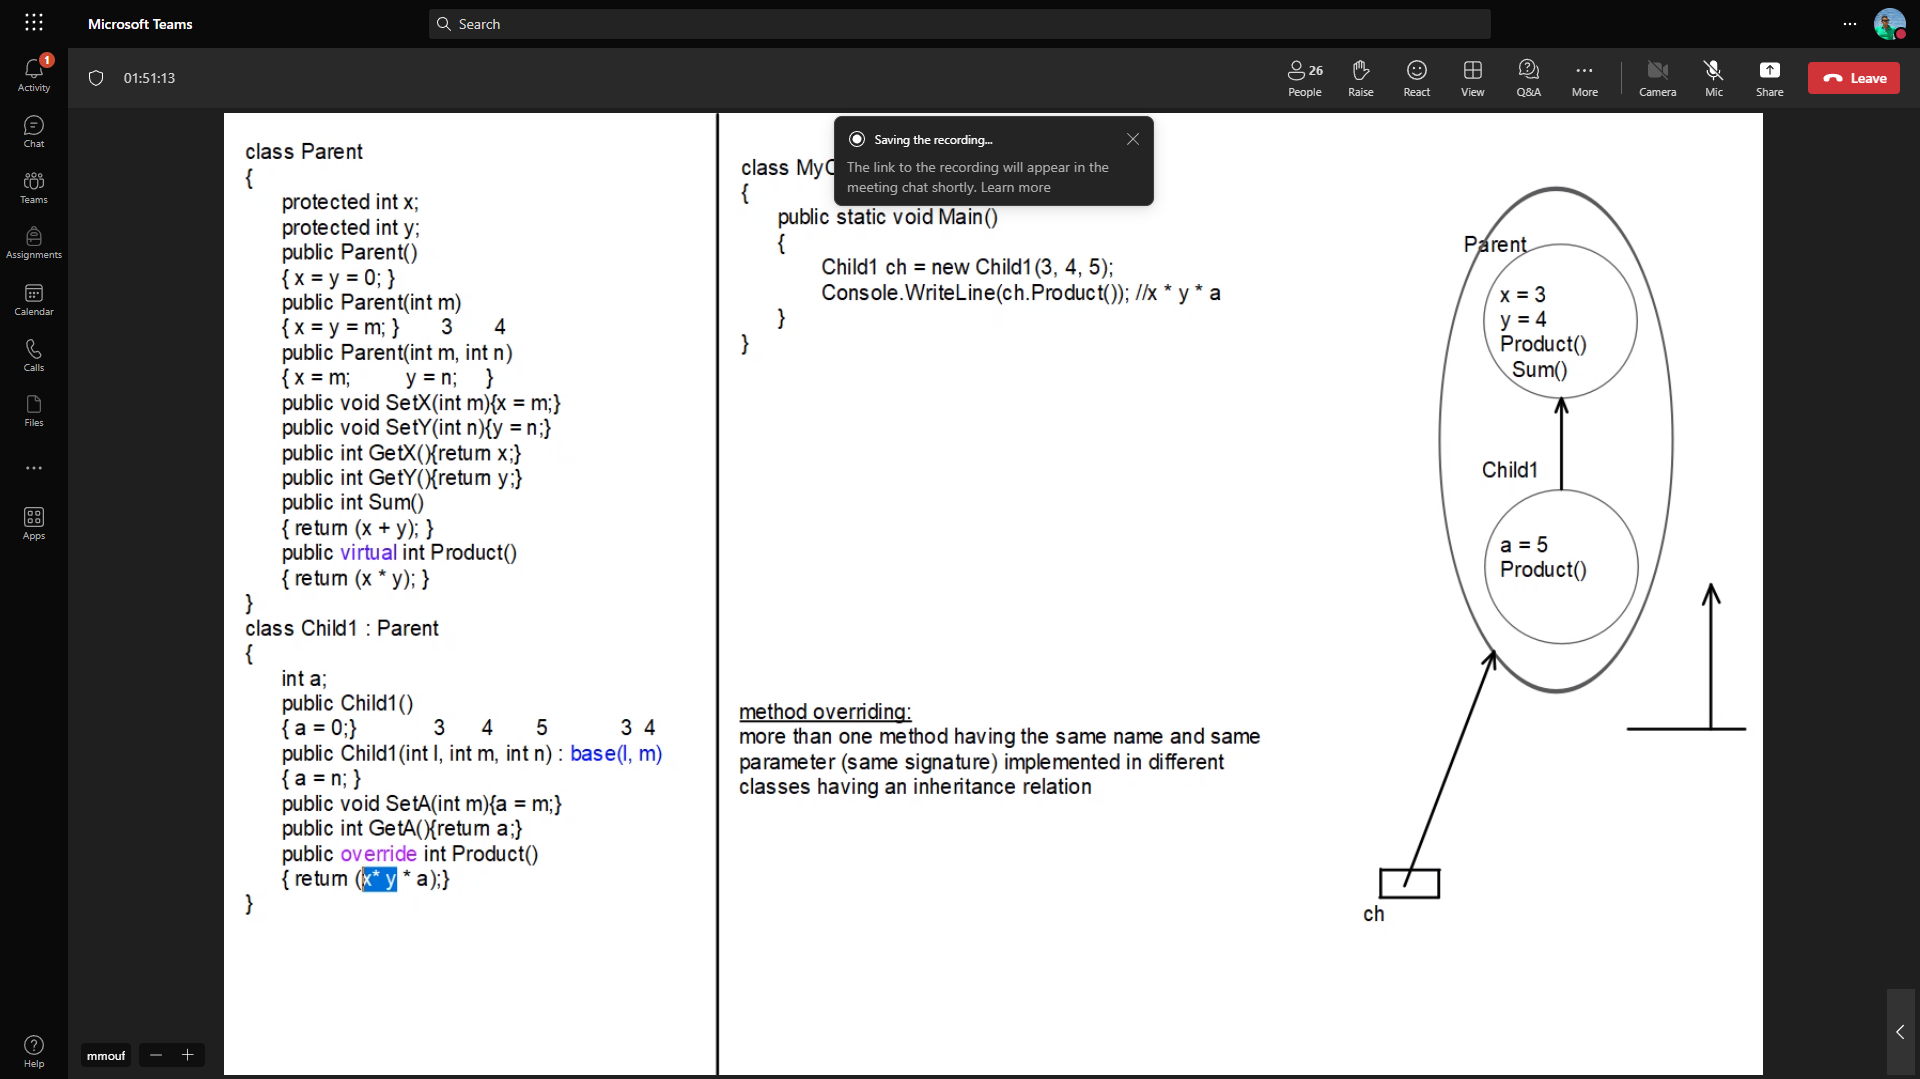 Microsoft Teams
Search
1
Activity
Chat
Teams
Assignments
Calendar
Calls
Files
Apps
Help
01:51:13
26
People
Raise
React
View
Q&A
More
Camera
Mic
Share
Leave
Saving the recording...
The link to the recording will appear in the
meeting chat shortly. Learn more
class Parent
{
protected int x;
protected int y;
public Parent()
{ x = y = 0; }
public Parent(int m)
{ x = y = m; } 3 4
public Parent(int m, int n)
{ x = m; y = n; }
public void SetX(int m){x = m;}
public void SetY(int n){y = n;}
public int GetX(){return x;}
public int GetY(){return y;}
public int Sum()
{ return (x + y); }
public virtual int Product()
{ return (x * y); }
}
class Child1 : Parent
{
int a;
public Child1()
{ a = 0;} 3 4 5 3 4
public Child1(int l, int m, int n) : base(l, m)
{ a = n; }
public void SetA(int m){a = m;}
public int GetA(){return a;}
public override int Product()
{ return (x* y * a);}
}
class MyC
{
public static void Main()
{
Child1 ch = new Child1(3, 4, 5);
Console.WriteLine(ch.Product()); //x * y * a
}
}
method overriding:
more than one method having the same name and same
parameter (same signature) implemented in different
classes having an inheritance relation
Parent
x = 3
y = 4
Product()
Sum()
Child1
a = 5
Product()
ch
mmouf